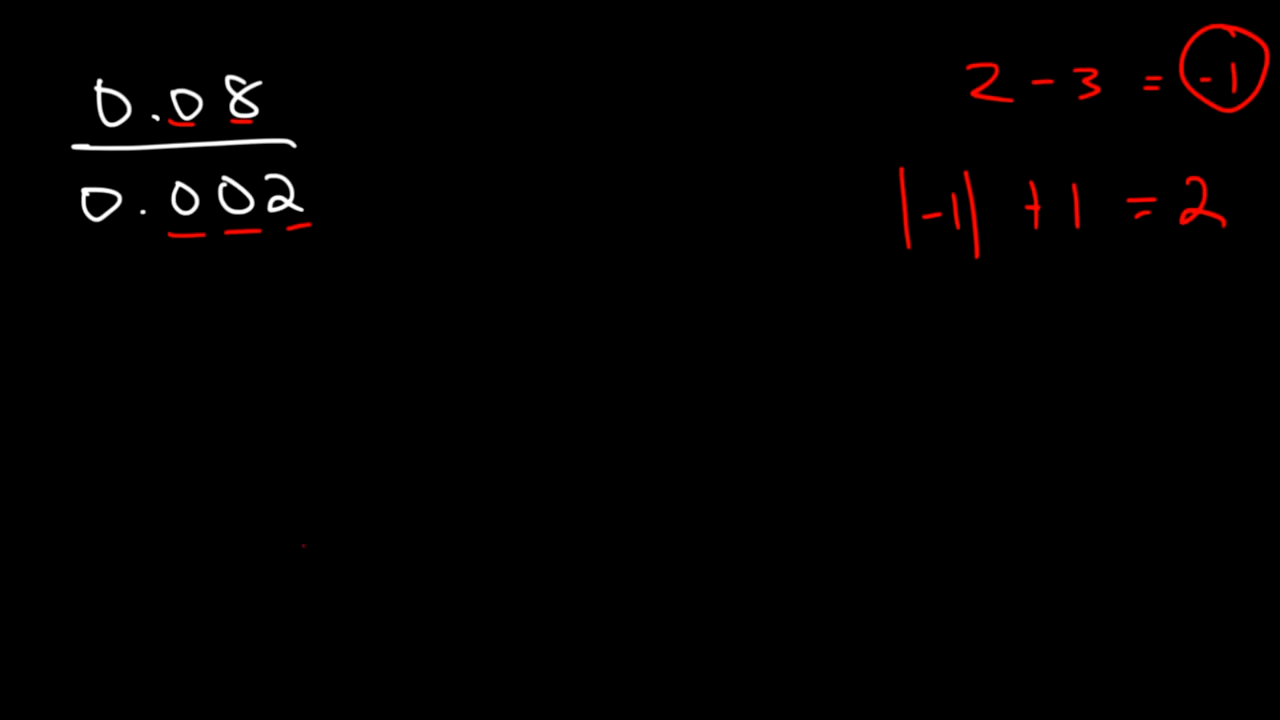 0.08
0.002
2 - 3 = -1
|-1| + 1 = 2